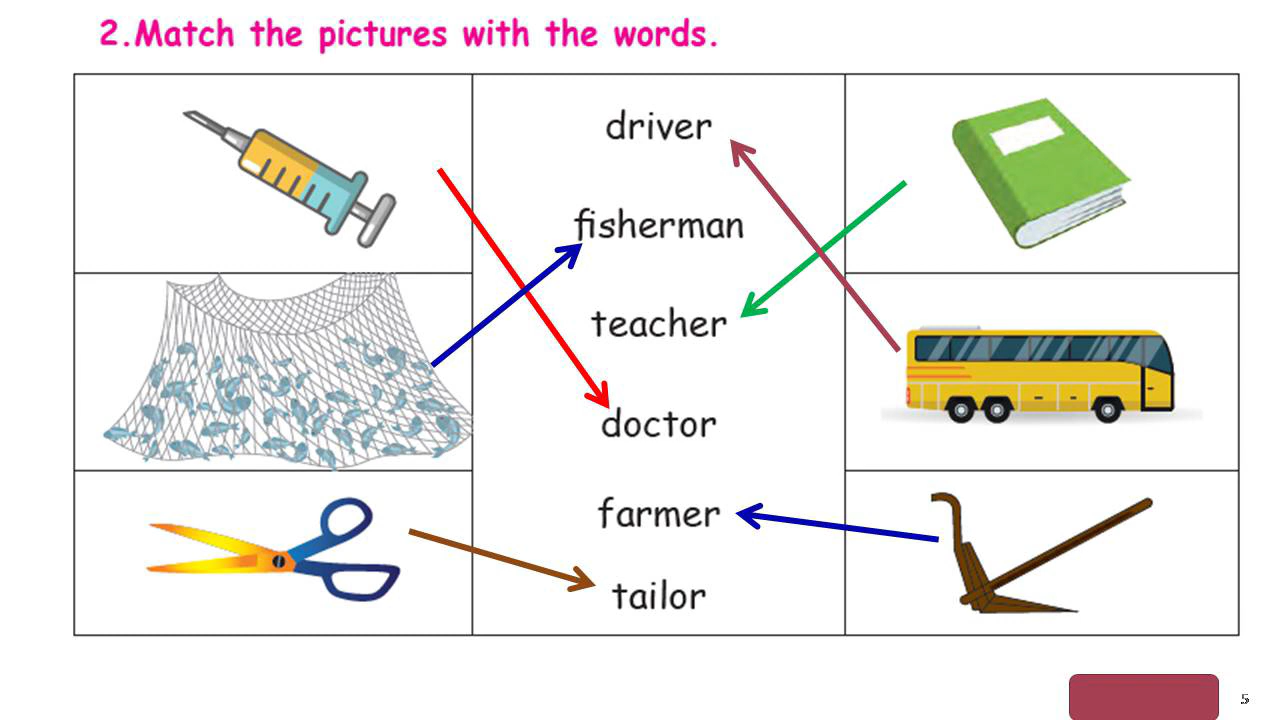 2.Match the pictures with the words.
driver
fisherman
teacher
doctor
farmer
tailor
5